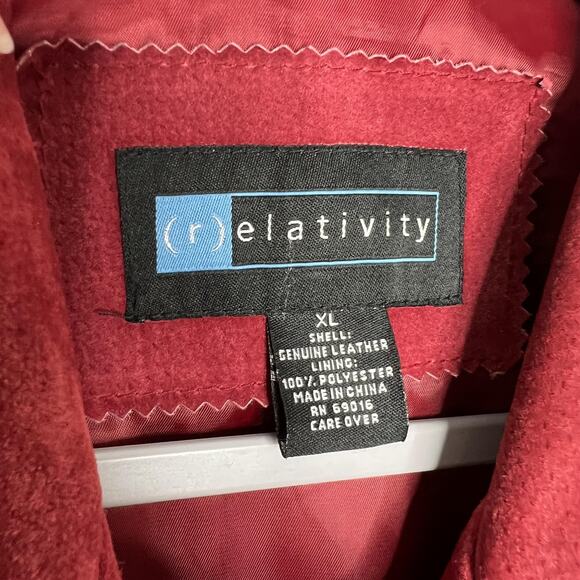 (r)elativity
XL
SHELL:
GENUINE LEATHER
LINING:
100% POLYESTER
MADE IN CHINA
RN 69016
CARE OVER